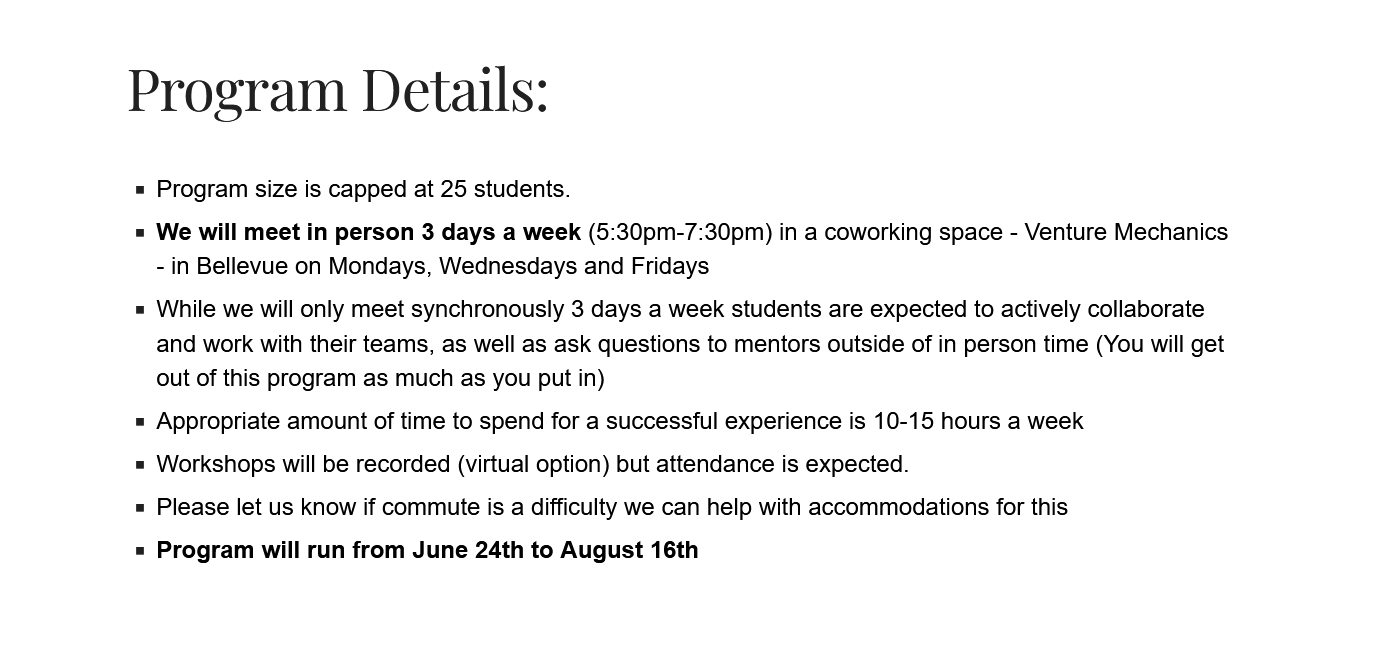 Program Details:
▪ Program size is capped at 25 students.
▪ We will meet in person 3 days a week (5:30pm-7:30pm) in a coworking space - Venture Mechanics
- in Bellevue on Mondays, Wednesdays and Fridays
▪ While we will only meet synchronously 3 days a week students are expected to actively collaborate
and work with their teams, as well as ask questions to mentors outside of in person time (You will get
out of this program as much as you put in)
▪ Appropriate amount of time to spend for a successful experience is 10-15 hours a week
▪ Workshops will be recorded (virtual option) but attendance is expected.
▪ Please let us know if commute is a difficulty we can help with accommodations for this
▪ Program will run from June 24th to August 16th